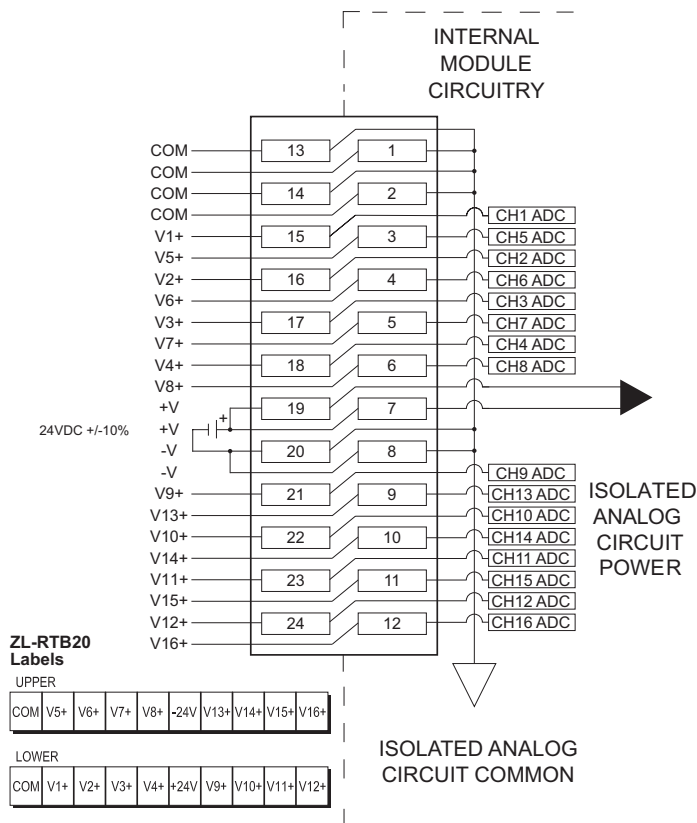 INTERNAL
MODULE
CIRCUITRY
COM
13
1
COM
COM
14
2
COM
CH1 ADC
V1+
15
3
CH5 ADC
V5+
CH2 ADC
V2+
16
4
CH6 ADC
V6+
CH3 ADC
V3+
17
5
CH7 ADC
V7+
CH4 ADC
V4+
18
6
CH8 ADC
V8+
+V
19
7
24VDC +/-10%
+V
+
-V
20
8
-V
CH9 ADC
V9+
21
9
CH13 ADC
V13+
CH10 ADC
V10+
22
10
CH14 ADC
V14+
CH11 ADC
V11+
23
11
CH15 ADC
V15+
CH12 ADC
V12+
24
12
CH16 ADC
V16+
ISOLATED
ANALOG
CIRCUIT
POWER
ZL-RTB20
Labels
UPPER
COM V5+ V6+ V7+ V8+ -24V V13+ V14+ V15+ V16+
LOWER
COM V1+ V2+ V3+ V4+ +24V V9+ V10+ V11+ V12+
ISOLATED ANALOG
CIRCUIT COMMON